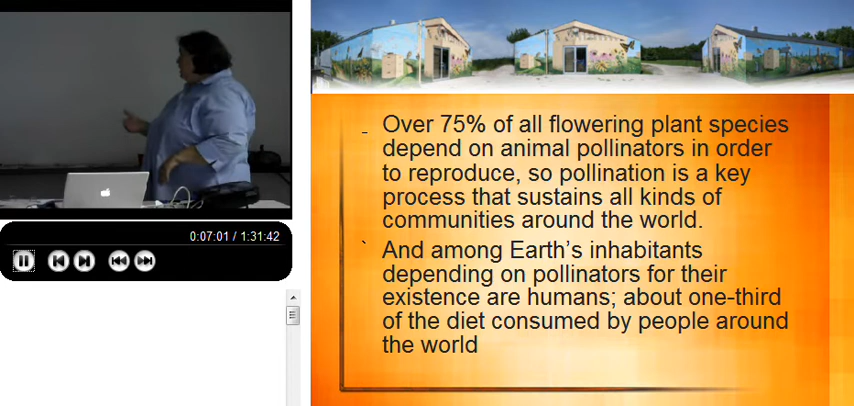 0:07:01 / 1:31:42
Over 75% of all flowering plant species
depend on animal pollinators in order
to reproduce, so pollination is a key
process that sustains all kinds of
communities around the world.
And among Earth’s inhabitants
depending on pollinators for their
existence are humans; about one-third
of the diet consumed by people around
the world